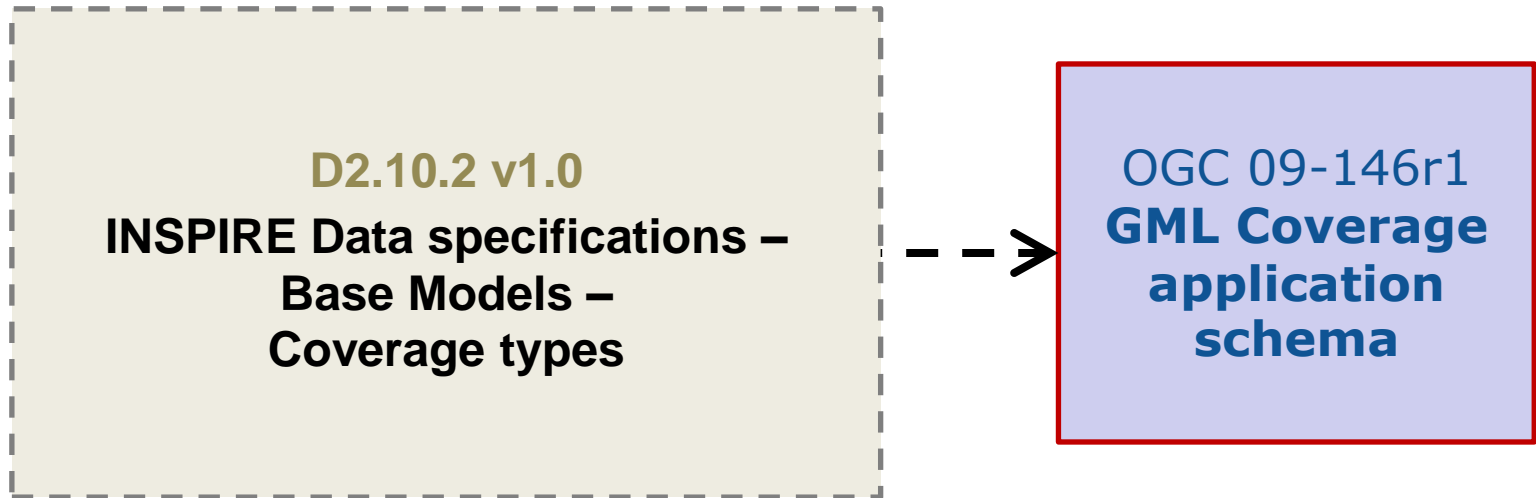 D2.10.2 v1.0
INSPIRE Data specifications –
Base Models –
Coverage types
OGC 09-146r1
GML Coverage
application
schema